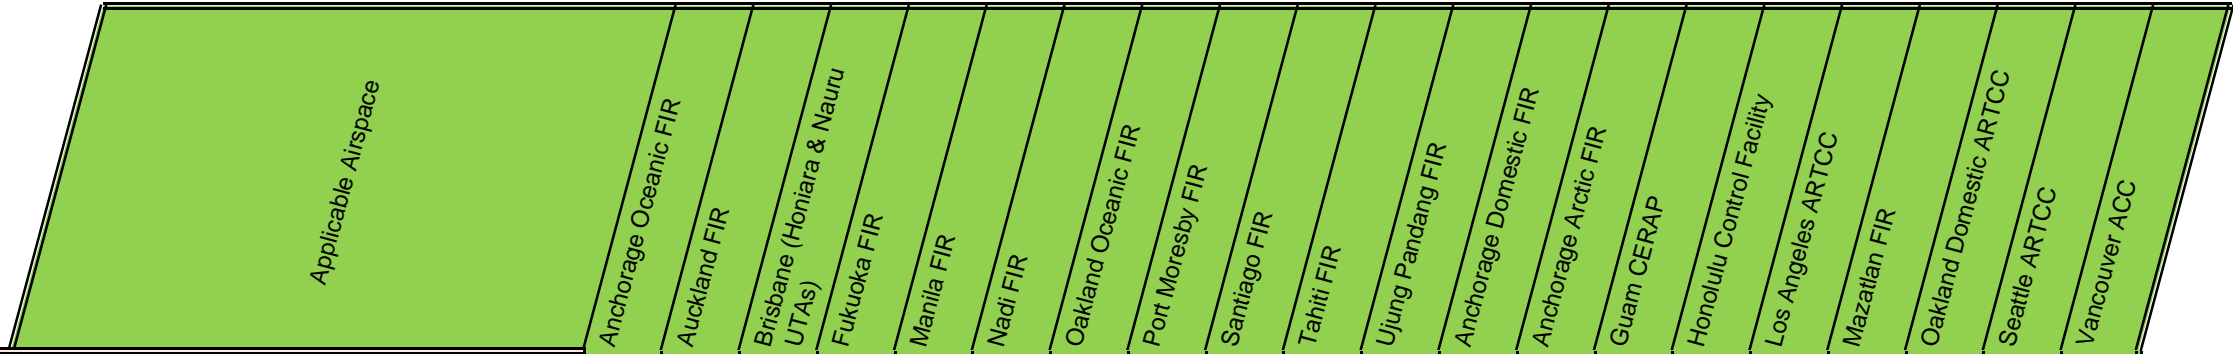 Applicable Airspace
Anchorage Oceanic FIR
Auckland FIR
Brisbane (Honiara & Nauru
UTAs)
Fukuoka FIR
Manila FIR
Nadi FIR
Oakland Oceanic FIR
Port Moresby FIR
Santiago FIR
Tahiti FIR
Ujung Pandang FIR
Anchorage Domestic FIR
Anchorage Arctic FIR
Guam CERAP
Honolulu Control Facility
Los Angeles ARTCC
Mazatlan FIR
Oakland Domestic ARTCC
Seattle ARTCC
Vancouver ACC